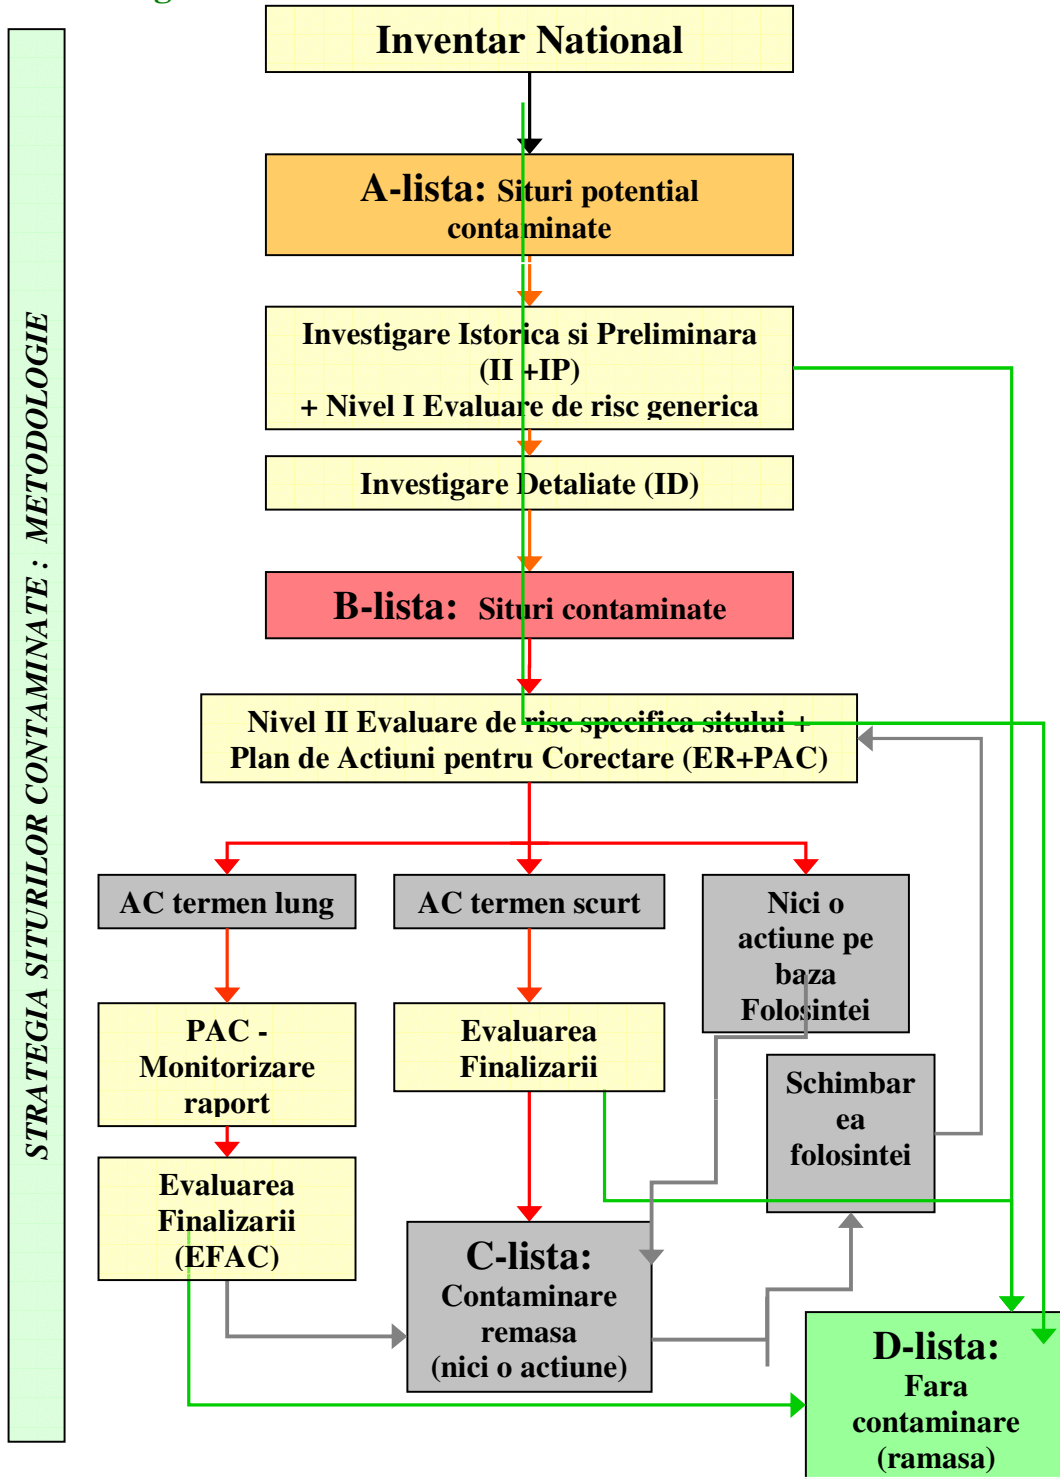 Inventar National
A-lista: Situri potential
contaminate
STRATEGIA SITURILOR CONTAMINATE : METODOLOGIE
Investigare Istorica si Preliminara
(II +IP)
+ Nivel I Evaluare de risc generica
Investigare Detaliate (ID)
B-lista: Situri contaminate
Nivel II Evaluare de risc specifica sitului +
Plan de Actiuni pentru Corectare (ER+PAC)
AC termen lung
AC termen scurt
Nici o
actiune pe
baza
Folosintei
PAC -
Monitorizare
raport
Evaluarea
Finalizarii
Schimbar
ea
folosintei
Evaluarea
Finalizarii
(EFAC)
C-lista:
Contaminare
remasa
(nici o actiune)
D-lista:
Fara
contaminare
(ramasa)